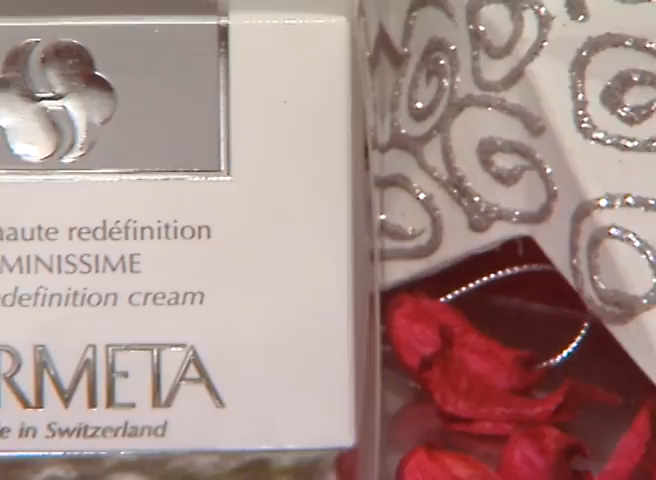 haute redéfinition
MINISSIME
definition cream
RMETA
in Switzerland